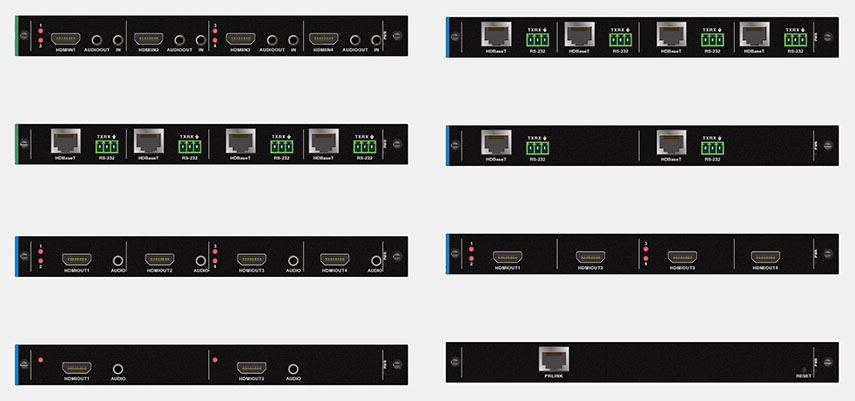 1 3
2 4
HDMIIN1 AUDIOOUT IN HDMIIN2 AUDIOOUT IN HDMIIN3 AUDIOOUT IN HDMIIN4 AUDIOOUT IN PWR
TXRX TXRX TXRX TXRX
HDBaseT RS-232 HDBaseT RS-232 HDBaseT RS-232 HDBaseT RS-232 PWR
TXRX TXRX TXRX TXRX
HDBaseT RS-232 HDBaseT RS-232 HDBaseT RS-232 HDBaseT RS-232 PWR
TXRX TXRX
HDBaseT RS-232 HDBaseT RS-232 PWR
1 3
2 4
HDMIOUT1 AUDIO HDMIOUT2 AUDIO HDMIOUT3 AUDIO HDMIOUT4 AUDIO PWR
1 3
2 4
HDMIOUT1 HDMIOUT2 HDMIOUT3 HDMIOUT4 PWR
HDMIOUT1 AUDIO HDMIOUT2 AUDIO PWR
PRLINK RESET PWR